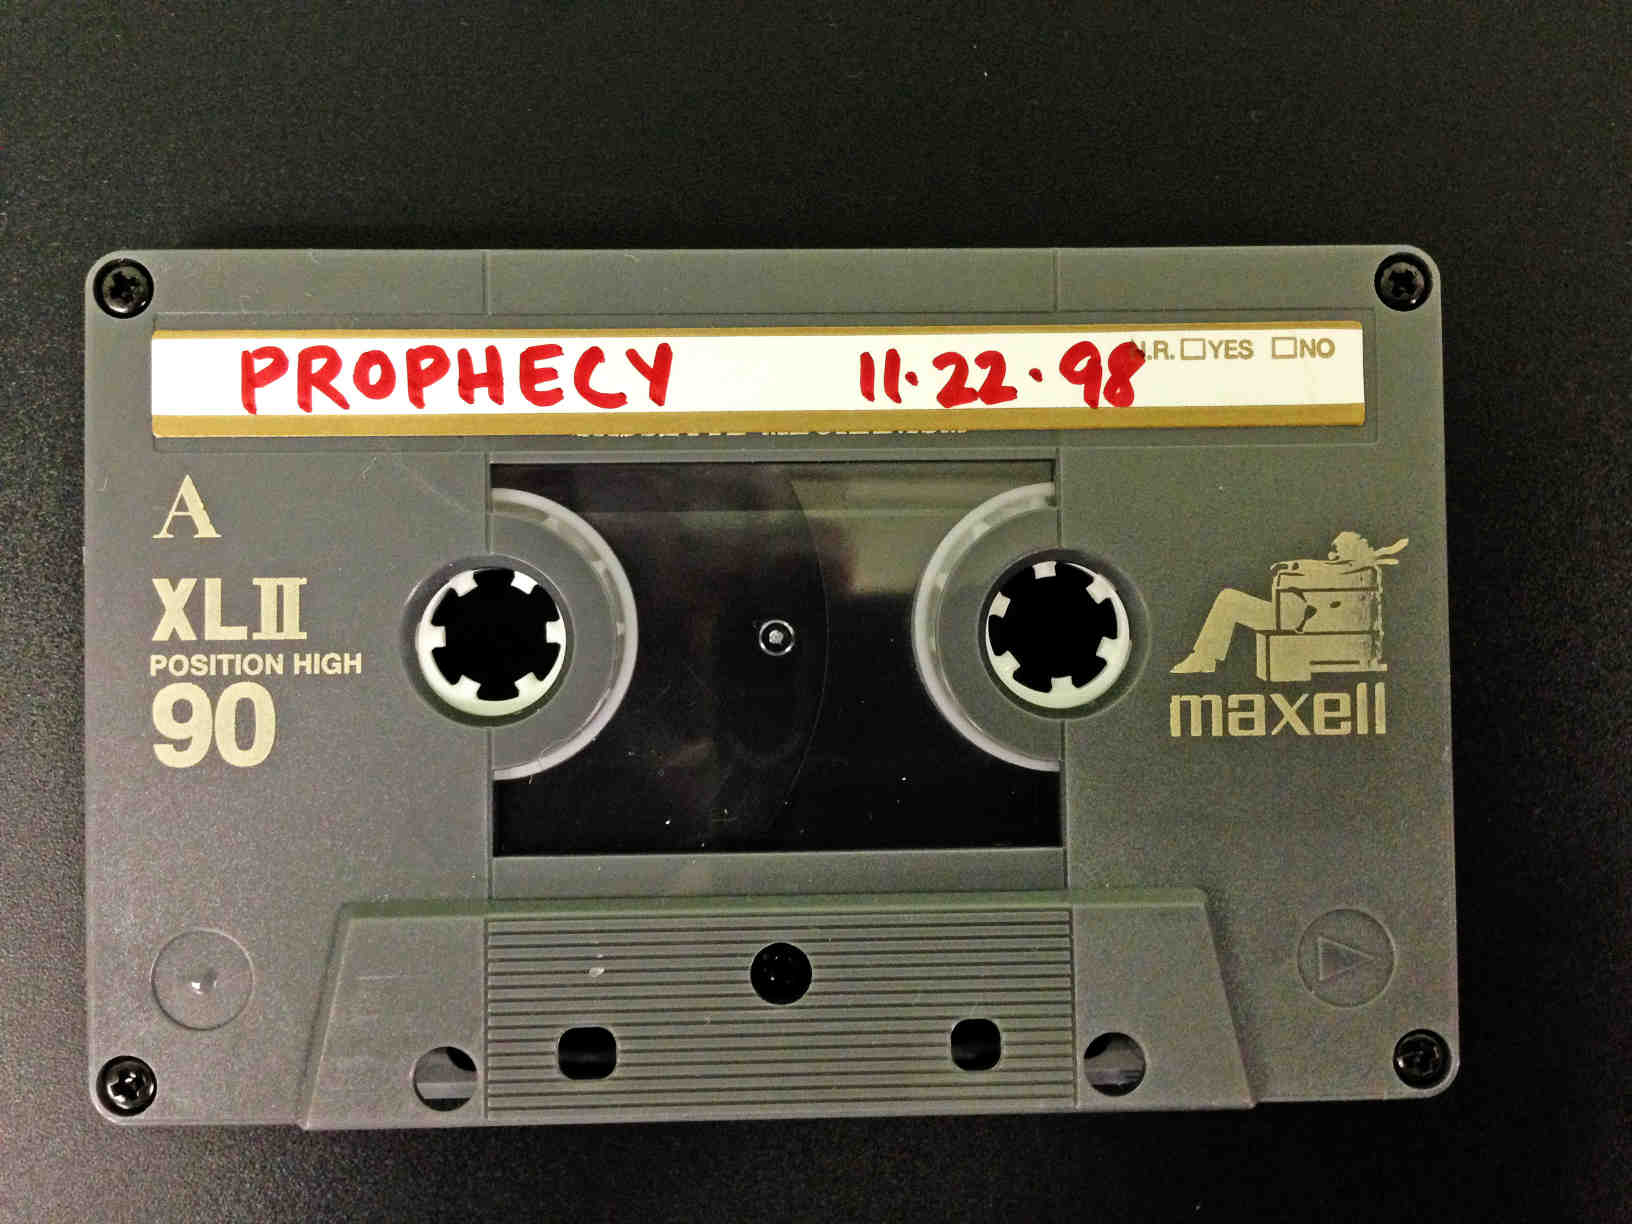 PROPHECY 11.22.98
YES NO
A
XLII
POSITION HIGH
90
maxell